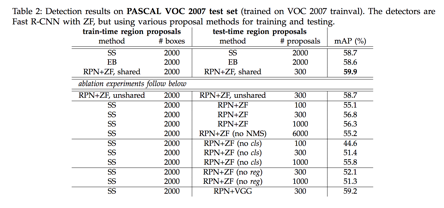 Table 2: Detection results on PASCAL VOC 2007 test set (trained on VOC 2007 trainval). The detectors are
Fast R-CNN with ZF, but using various proposal methods for training and testing.
train-time region proposals test-time region proposals
method # boxes method # proposals mAP (%)
SS 2000 SS 2000 58.7
EB 2000 EB 2000 58.6
RPN+ZF, shared 2000 RPN+ZF, shared 300 59.9
ablation experiments follow below
RPN+ZF, unshared 2000 RPN+ZF, unshared 300 58.7
SS 2000 RPN+ZF 100 55.1
SS 2000 RPN+ZF 300 56.8
SS 2000 RPN+ZF 1000 56.3
SS 2000 RPN+ZF (no NMS) 6000 55.2
SS 2000 RPN+ZF (no cls) 100 44.6
SS 2000 RPN+ZF (no cls) 300 51.4
SS 2000 RPN+ZF (no cls) 1000 55.8
SS 2000 RPN+ZF (no reg) 300 52.1
SS 2000 RPN+ZF (no reg) 1000 51.3
SS 2000 RPN+VGG 300 59.2